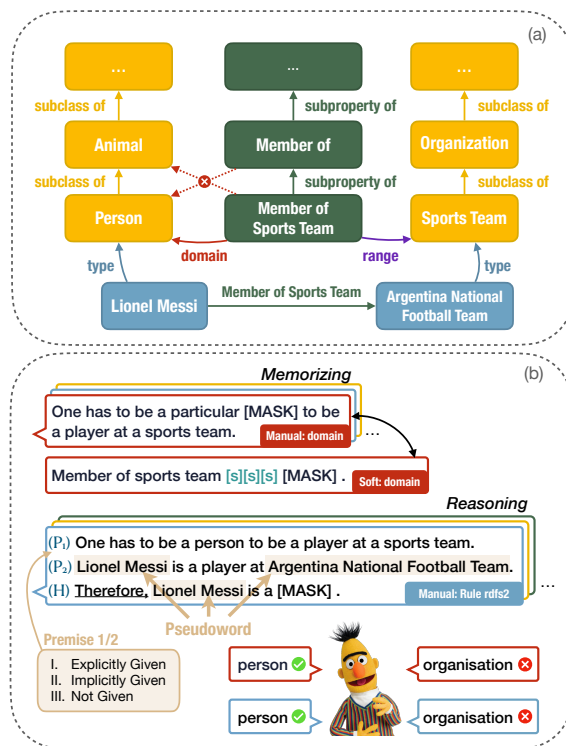 (a)
...
...
...
subclass of
subproperty of
subclass of
Animal
Member of
Organization
subclass of
subproperty of
subclass of
Person
Member of
Sports Team
Sports Team
domain
range
type
type
Lionel Messi
Member of Sports Team
Argentina National
Football Team
(b)
Memorizing
One has to be a particular [MASK] to be
a player at a sports team.
Manual: domain
...
Member of sports team [s][s][s] [MASK] .
Soft: domain
Reasoning
(P₁) One has to be a person to be a player at a sports team.
(P₂) Lionel Messi is a player at Argentina National Football Team.
(H) Therefore, Lionel Messi is a [MASK] .
Manual: Rule rdfs2
...
Pseudoword
Premise 1/2
I. Explicitly Given
II. Implicitly Given
III. Not Given
person
organisation
person
organisation